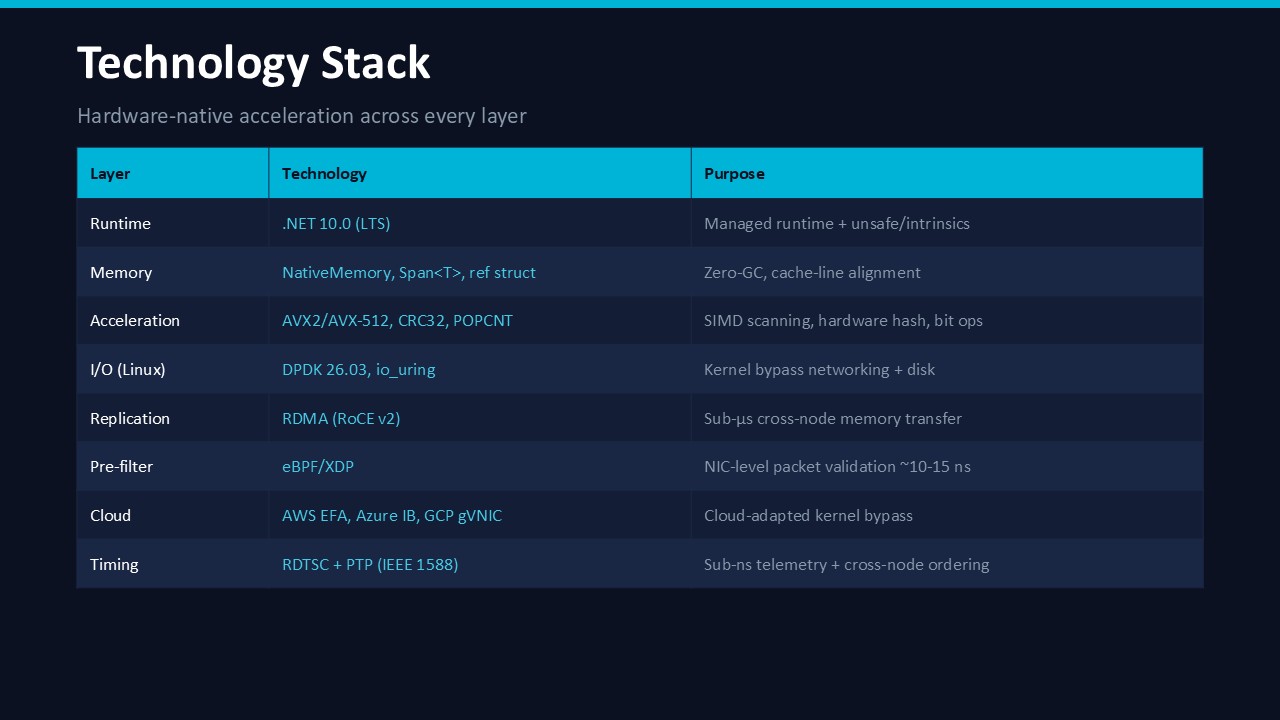 Technology Stack
Hardware-native acceleration across every layer
Layer Technology Purpose
Runtime .NET 10.0 (LTS) Managed runtime + unsafe/intrinsics
Memory NativeMemory, Span<T>, ref struct Zero-GC, cache-line alignment
Acceleration AVX2/AVX-512, CRC32, POPCNT SIMD scanning, hardware hash, bit ops
I/O (Linux) DPDK 26.03, io_uring Kernel bypass networking + disk
Replication RDMA (RoCE v2) Sub-µs cross-node memory transfer
Pre-filter eBPF/XDP NIC-level packet validation ~10-15 ns
Cloud AWS EFA, Azure IB, GCP gVNIC Cloud-adapted kernel bypass
Timing RDTSC + PTP (IEEE 1588) Sub-ns telemetry + cross-node ordering